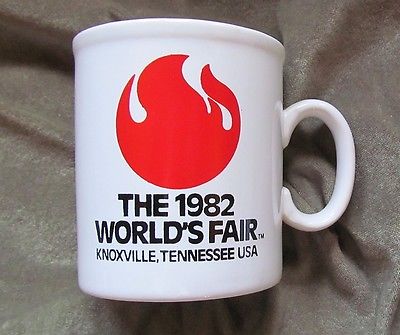 THE 1982
WORLD'S FAIR™
KNOXVILLE, TENNESSEE USA